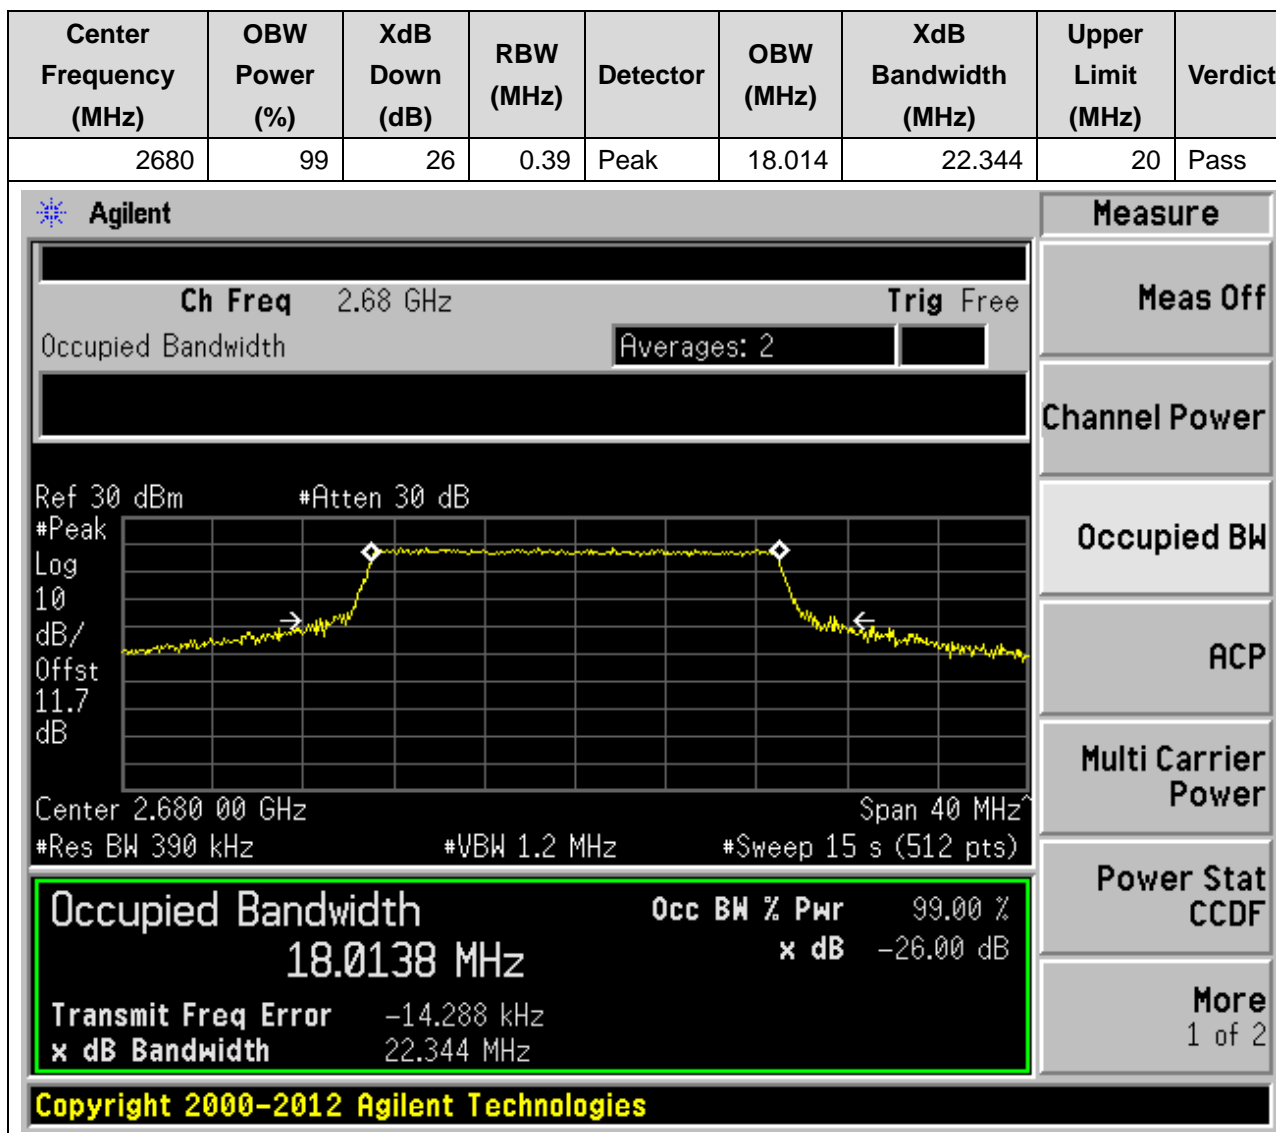 Center Frequency (MHz) OBW Power (%) XdB Down (dB) RBW (MHz) Detector OBW (MHz) XdB Bandwidth (MHz) Upper Limit (MHz) Verdict
2680 99 26 0.39 Peak 18.014 22.344 20 Pass
Agilent
Measure
Ch Freq 2.68 GHz Trig Free
Meas Off
Occupied Bandwidth Averages: 2
Channel Power
Ref 30 dBm #Atten 30 dB
#Peak
Log
10
dB/
Offst
11.7
dB
Occupied BW
ACP
Multi Carrier
Power
Center 2.680 00 GHz Span 40 MHz^
#Res BW 390 kHz #VBW 1.2 MHz #Sweep 15 s (512 pts)
Power Stat
CCDF
Occupied Bandwidth Occ BW % Pwr 99.00 %
18.0138 MHz x dB -26.00 dB
Transmit Freq Error -14.288 kHz
x dB Bandwidth 22.344 MHz
More
1 of 2
Copyright 2000-2012 Agilent Technologies